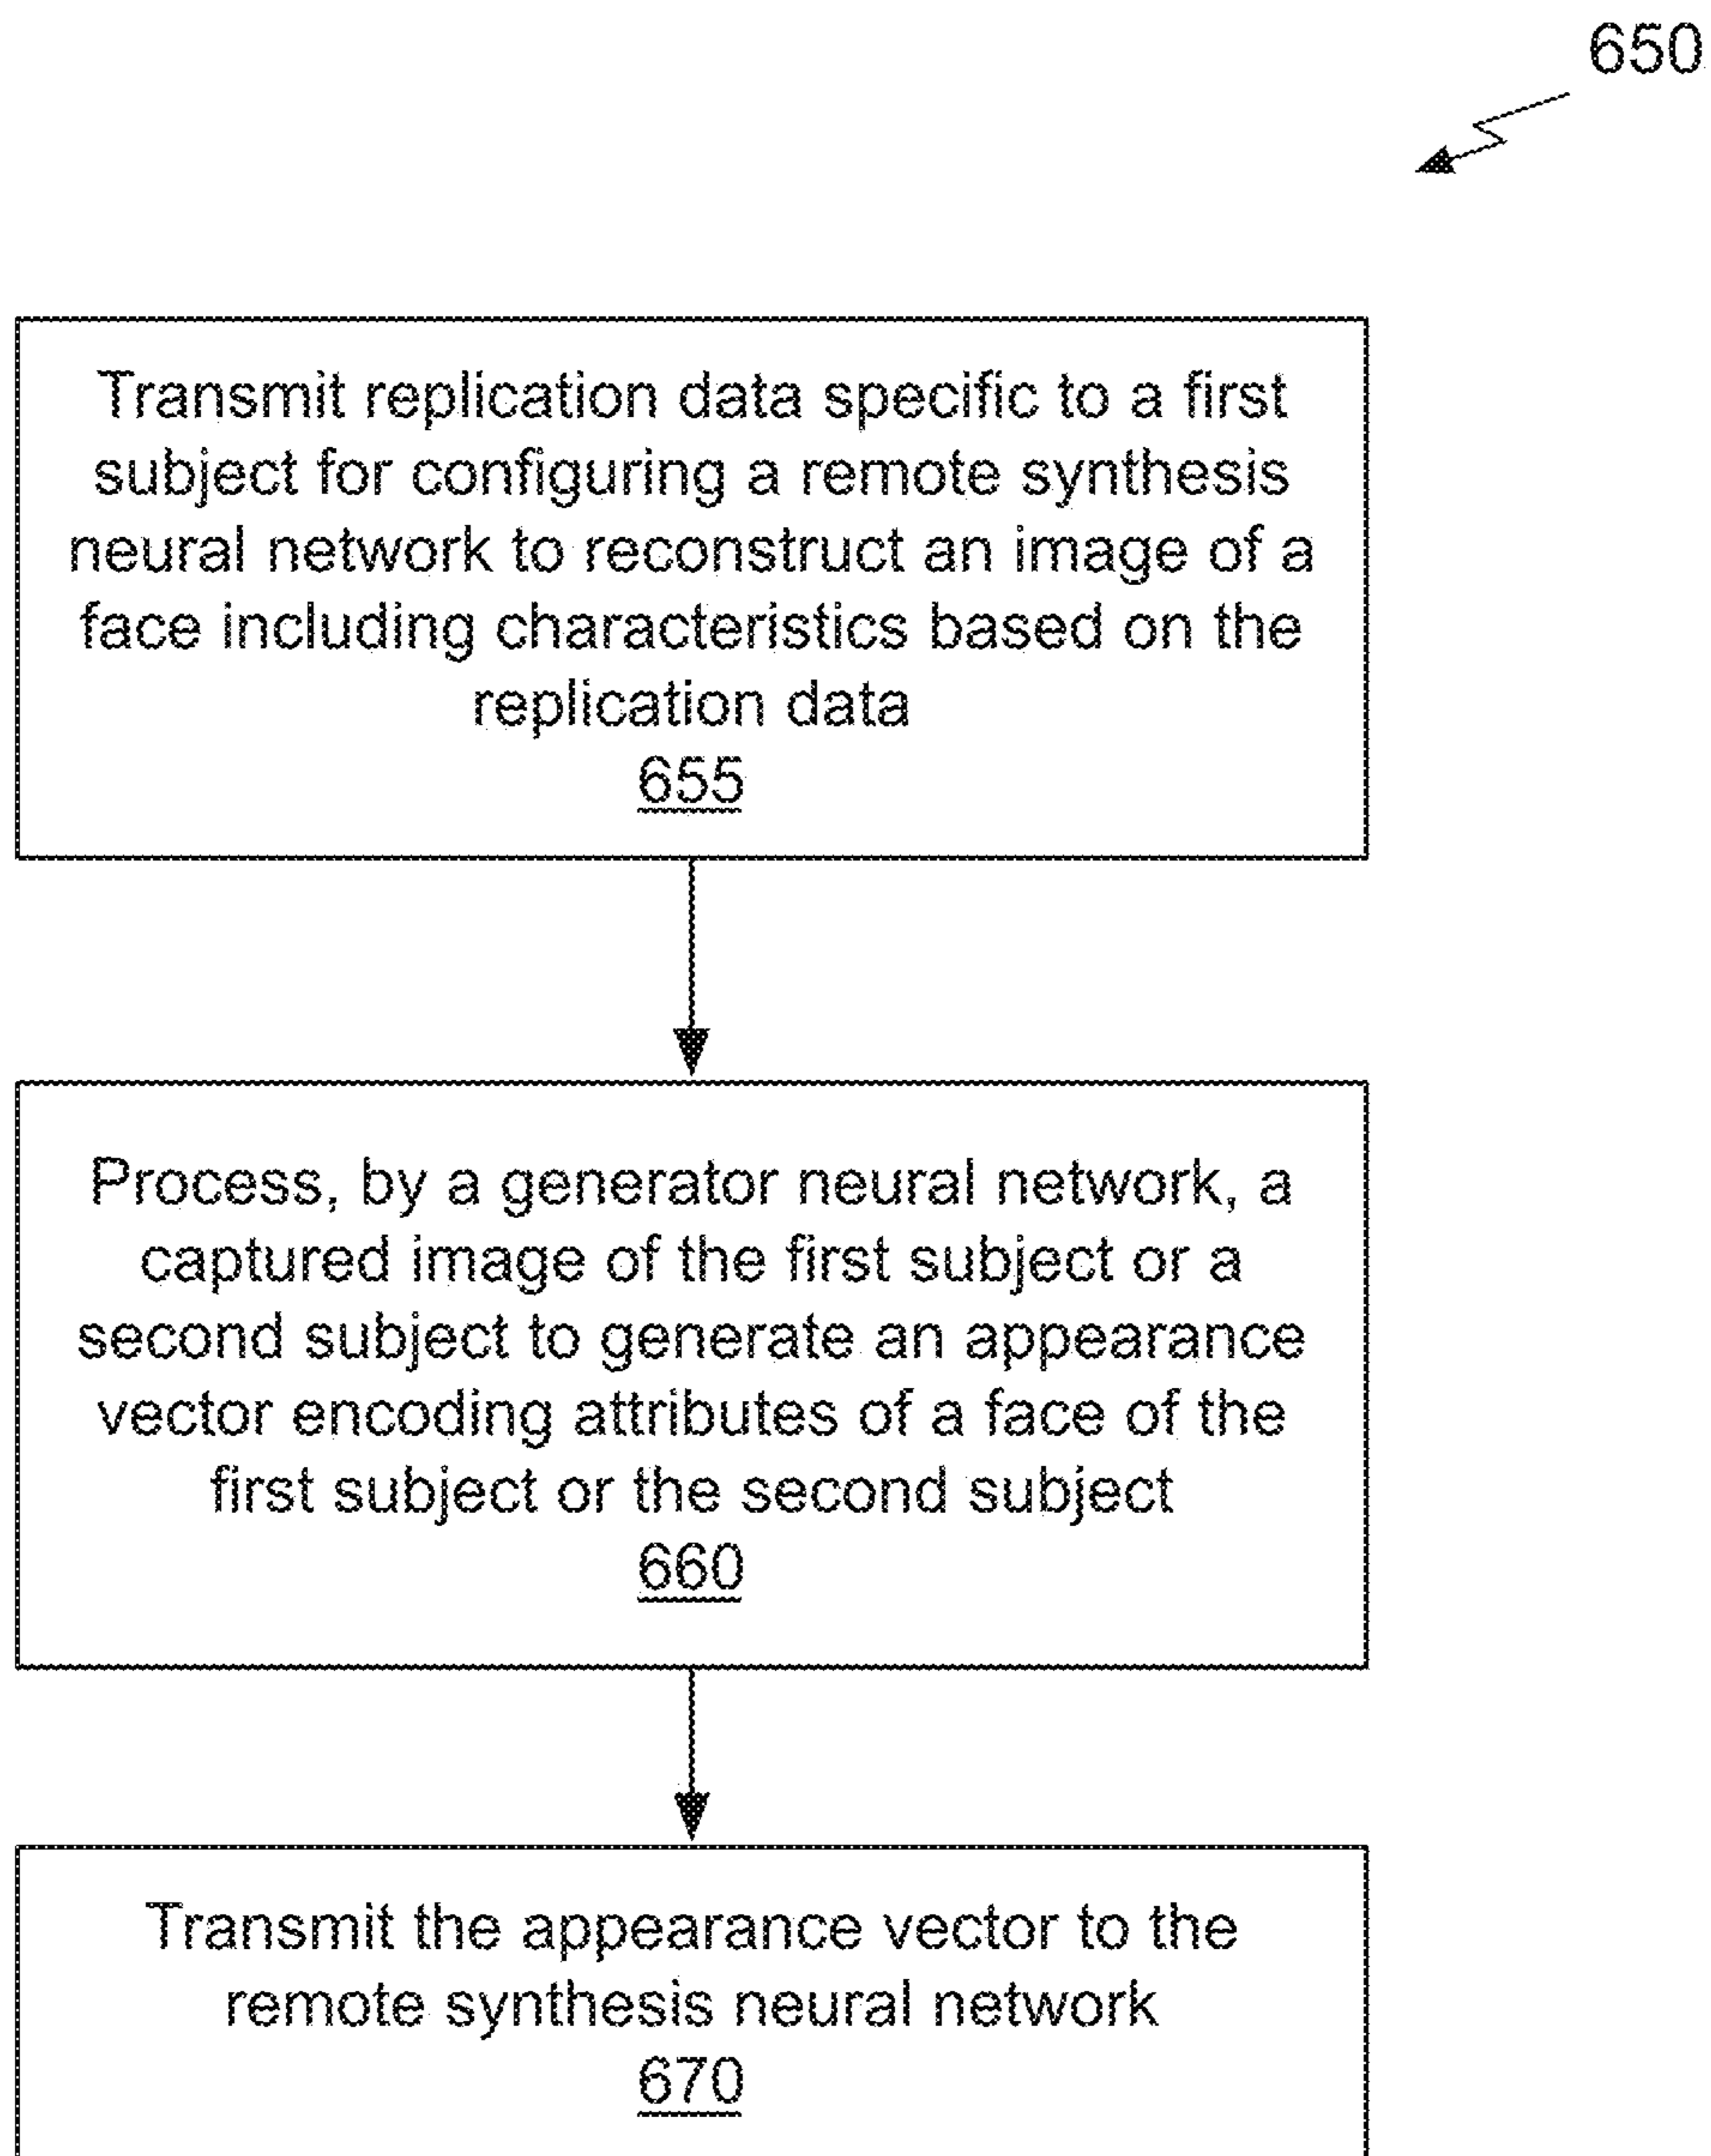 650
Transmit replication data specific to a first
subject for configuring a remote synthesis
neural network to reconstruct an image of a
face including characteristics based on the
replication data
655
Process, by a generator neural network, a
captured image of the first subject or a
second subject to generate an appearance
vector encoding attributes of a face of the
first subject or the second subject
660
Transmit the appearance vector to the
remote synthesis neural network
670